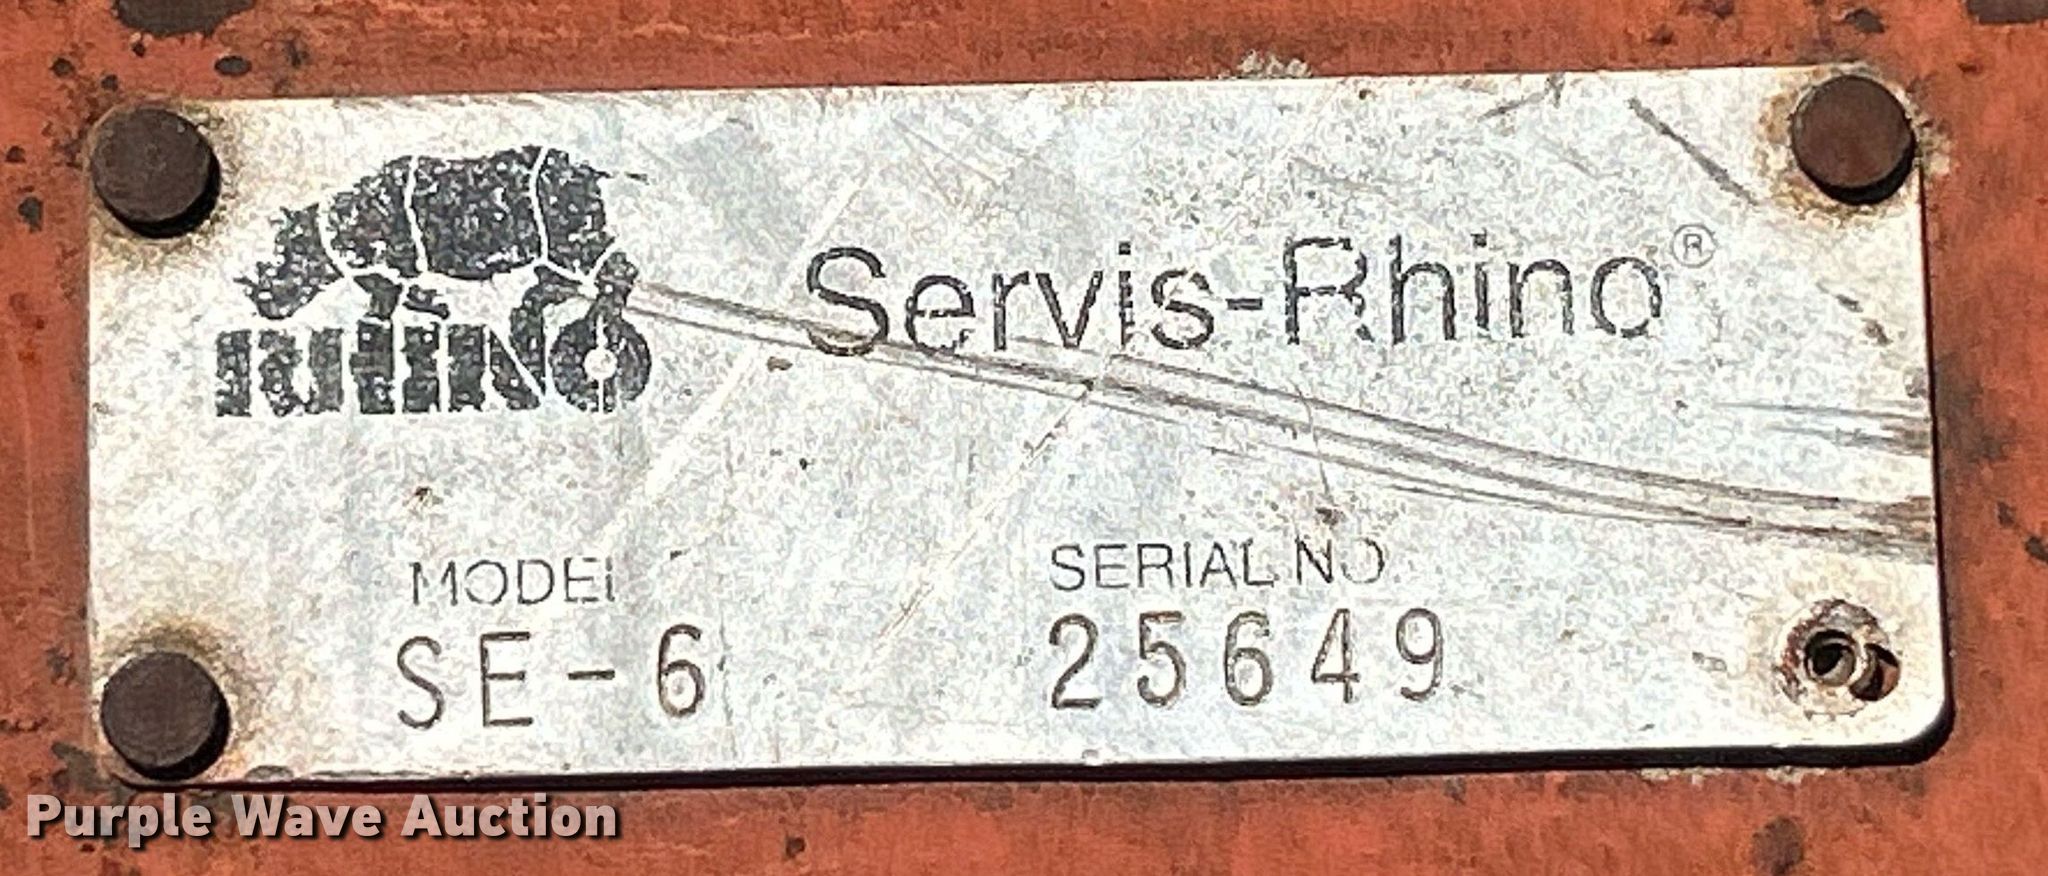 RHINO
Servis-Rhino®
MODEL
SERIAL NO.
SE-6
25649
Purple Wave Auction